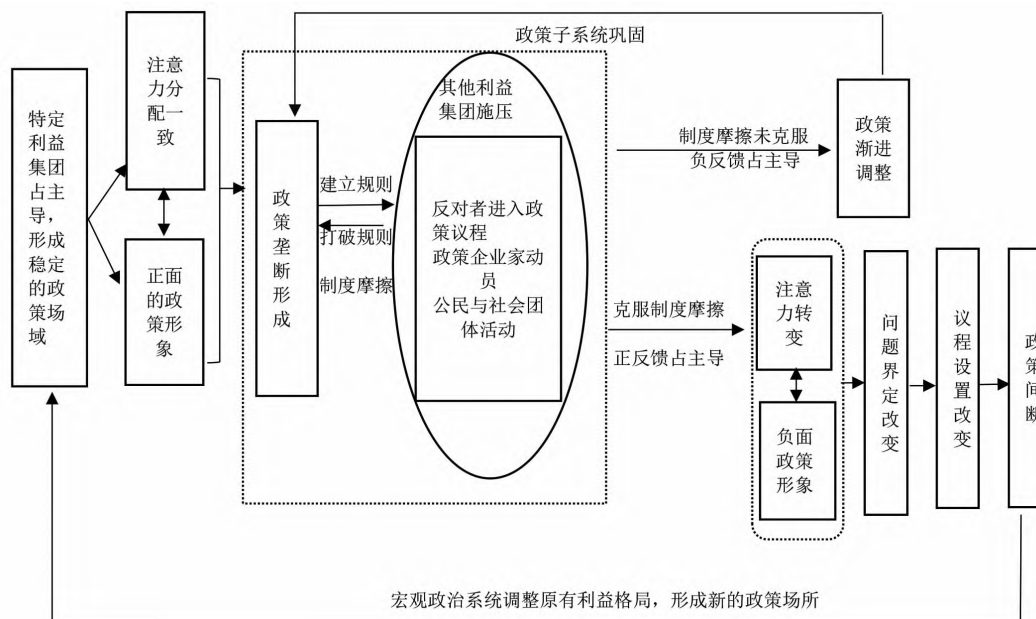 政策子系统巩固
特定
利益
集团
占主
导，
形成
稳定
的政
策场
域
注意
力分
配一
致
正面
的政
策形
象
政
策
垄
断
形
成
建立规则
打破规则
制度摩擦
其他利益
集团施压
反对者进入政
策议程
政策企业家动
员
公民与社会团
体活动
制度摩擦未克服
负反馈占主导
政策
渐进
调整
克服制度摩擦
正反馈占主导
注意
力转
变
负面
政策
形象
问
题
界
定
改
变
议
程
设
置
改
变
政
策
间
断
宏观政治系统调整原有利益格局，形成新的政策场所